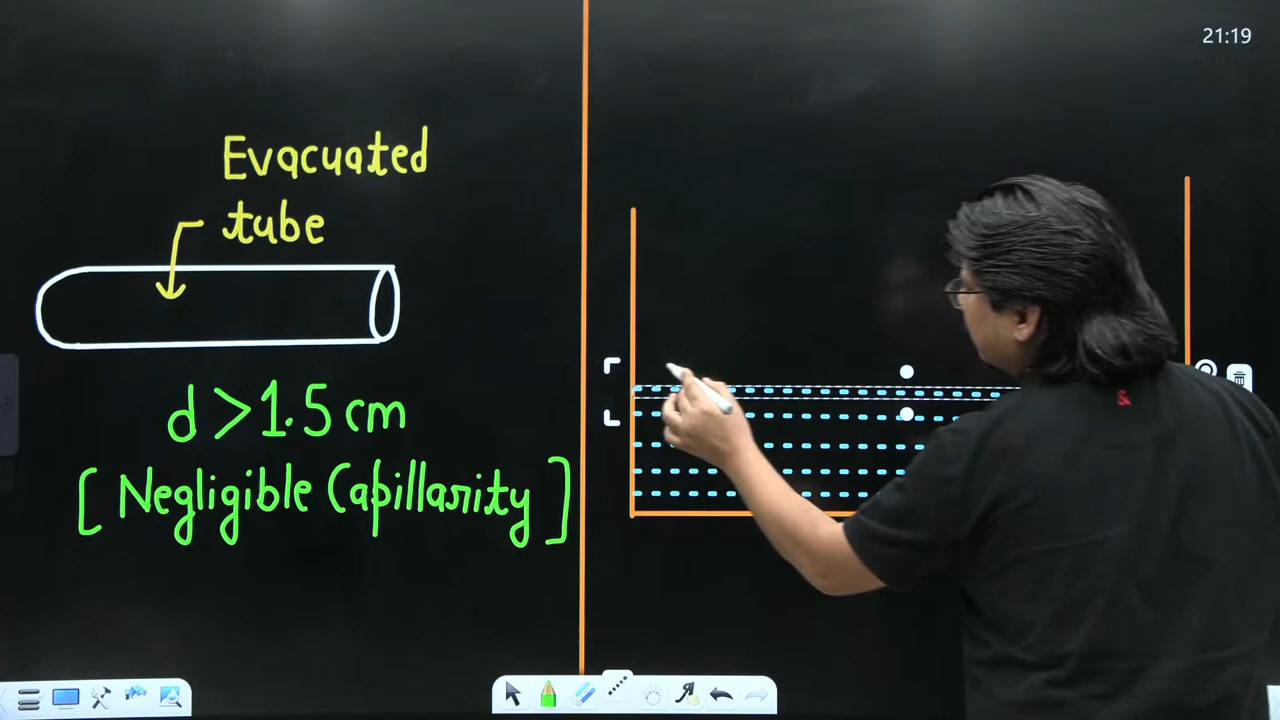 21:19
Evacuated
tube
d > 1.5 cm
[ Negligible Capillarity ]
&